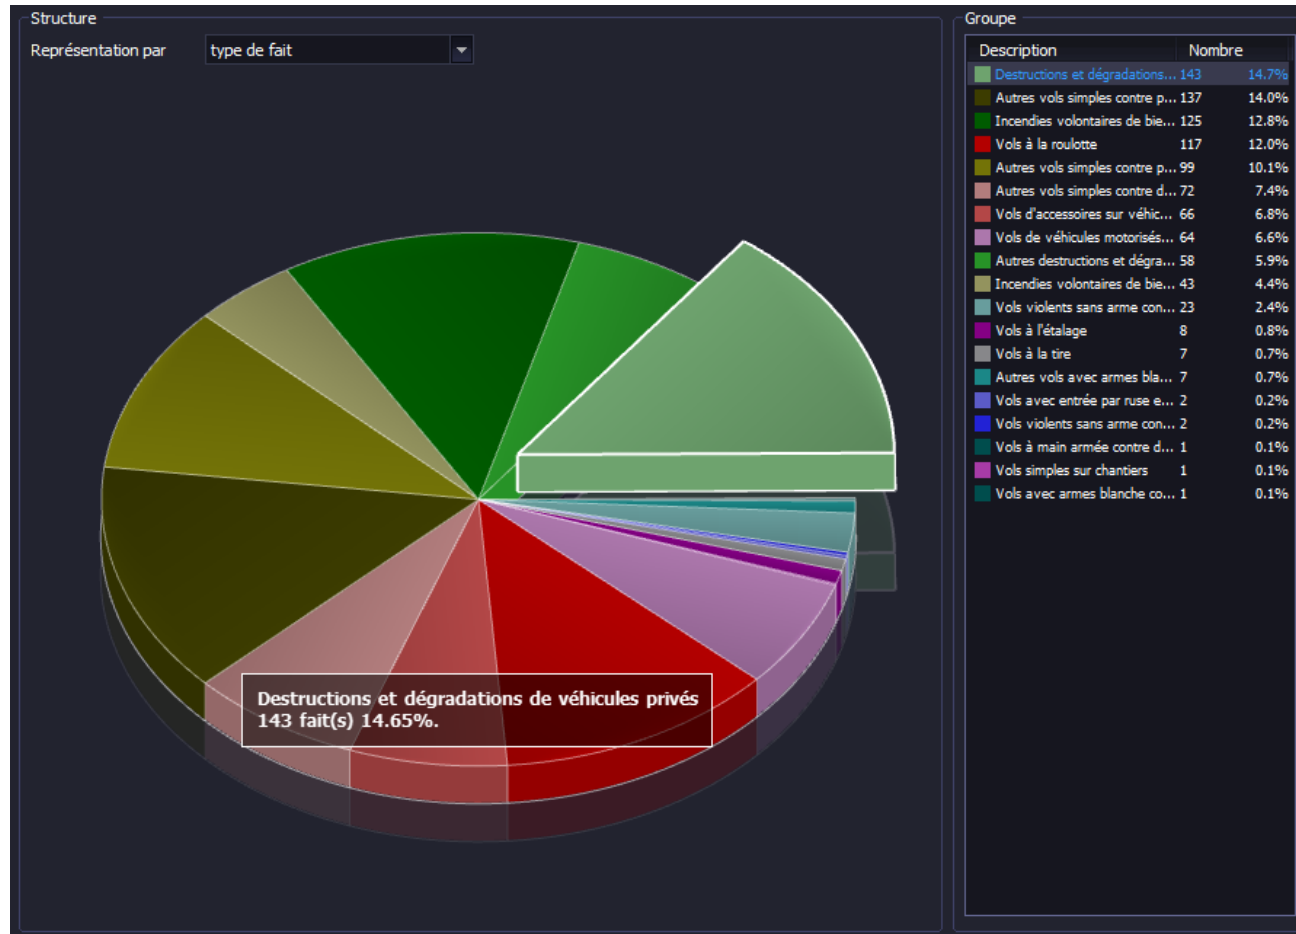 Structure
Représentation par type de fait
Destructions et dégradations de véhicules privés
143 fait(s) 14.65%.
Groupe
Description Nombre
Destructions et dégradations... 143 14.7%
Autres vols simples contre p... 137 14.0%
Incendies volontaires de bie... 125 12.8%
Vols à la roulotte 117 12.0%
Autres vols simples contre p... 99 10.1%
Autres vols simples contre d... 72 7.4%
Vols d'accessoires sur véhic... 66 6.8%
Vols de véhicules motorisés... 64 6.6%
Autres destructions et dégra... 58 5.9%
Incendies volontaires de bie... 43 4.4%
Vols violents sans arme con... 23 2.4%
Vols à l'étalage 8 0.8%
Vols à la tire 7 0.7%
Autres vols avec armes bla... 7 0.7%
Vols avec entrée par ruse e... 2 0.2%
Vols violents sans arme con... 2 0.2%
Vols à main armée contre d... 1 0.1%
Vols simples sur chantiers 1 0.1%
Vols avec armes blanche co... 1 0.1%